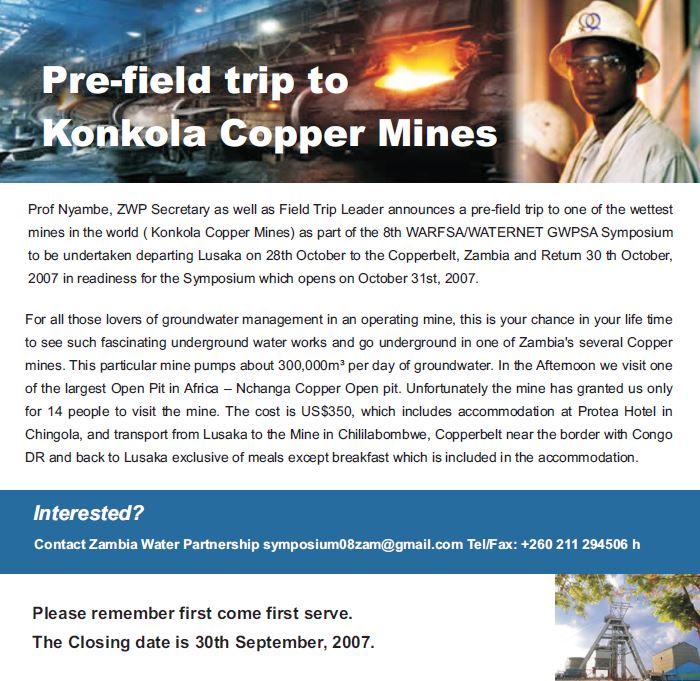 Pre-field trip to
Konkola Copper Mines
Prof Nyambe, ZWP Secretary as well as Field Trip Leader announces a pre-field trip to one of the wettest
mines in the world ( Konkola Copper Mines) as part of the 8th WARFSA/WATERNET GWPSA Symposium
to be undertaken departing Lusaka on 28th October to the Copperbelt, Zambia and Return 30 th October,
2007 in readiness for the Symposium which opens on October 31st, 2007.
For all those lovers of groundwater management in an operating mine, this is your chance in your life time
to see such fascinating underground water works and go underground in one of Zambia's several Copper
mines. This particular mine pumps about 300,000m³ per day of groundwater. In the Afternoon we visit one
of the largest Open Pit in Africa – Nchanga Copper Open pit. Unfortunately the mine has granted us only
for 14 people to visit the mine. The cost is US$350, which includes accommodation at Protea Hotel in
Chingola, and transport from Lusaka to the Mine in Chililabombwe, Copperbelt near the border with Congo
DR and back to Lusaka exclusive of meals except breakfast which is included in the accommodation.
Interested?
Contact Zambia Water Partnership symposium08zam@gmail.com Tel/Fax: +260 211 294506 h
Please remember first come first serve.
The Closing date is 30th September, 2007.